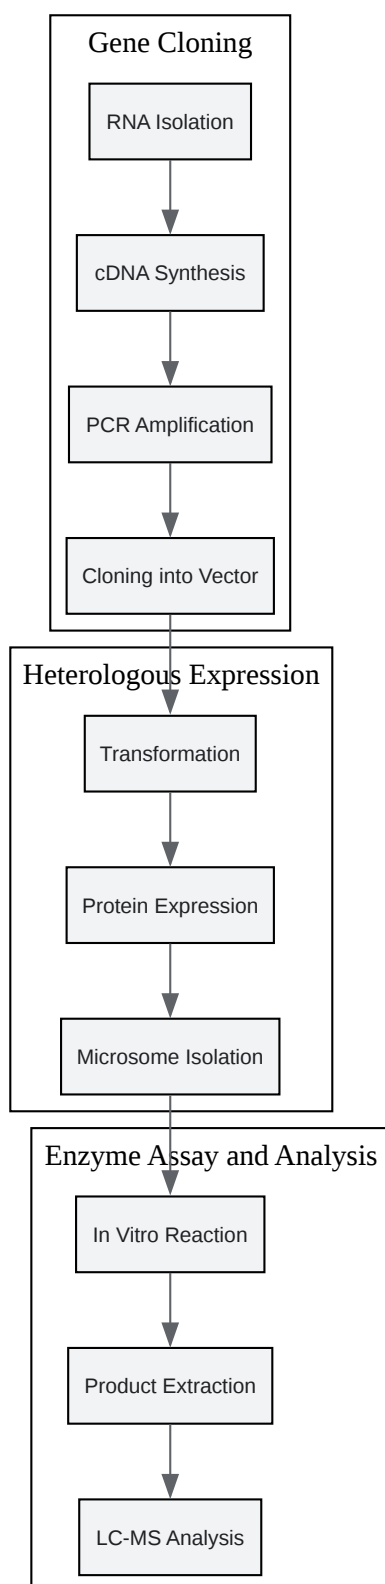 Gene Cloning
RNA Isolation
cDNA Synthesis
PCR Amplification
Cloning into Vector
Heterologous Expression
Transformation
Protein Expression
Microsome Isolation
Enzyme Assay and Analysis
In Vitro Reaction
Product Extraction
LC-MS Analysis